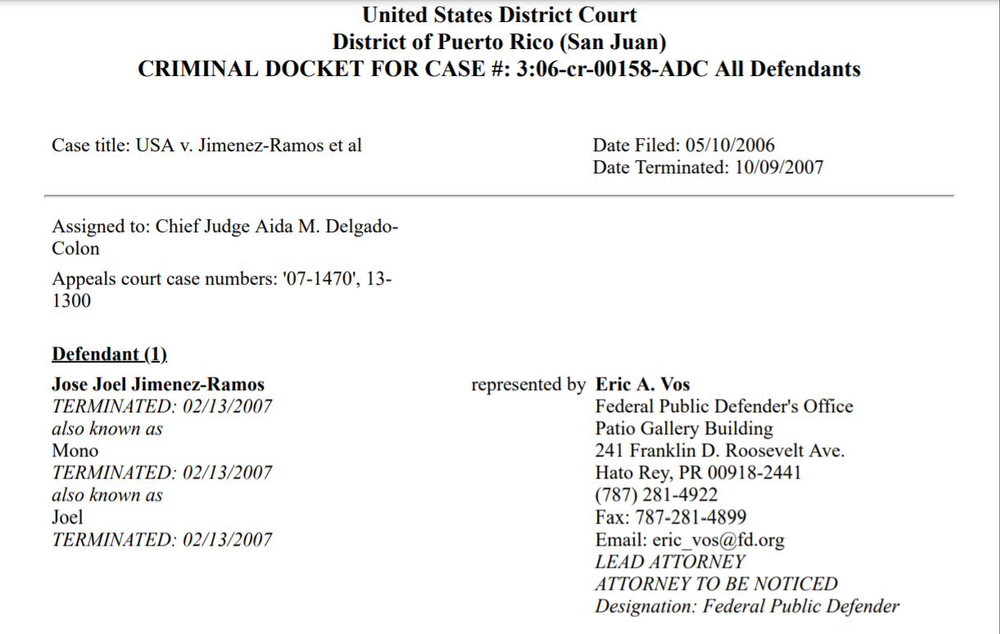 United States District Court
District of Puerto Rico (San Juan)
CRIMINAL DOCKET FOR CASE #: 3:06-cr-00158-ADC All Defendants
Case title: USA v. Jimenez-Ramos et al
Date Filed: 05/10/2006
Date Terminated: 10/09/2007
Assigned to: Chief Judge Aida M. Delgado-
Colon
Appeals court case numbers: '07-1470', 13-
1300
Defendant (1)
Jose Joel Jimenez-Ramos
TERMINATED: 02/13/2007
also known as
Mono
TERMINATED: 02/13/2007
also known as
Joel
TERMINATED: 02/13/2007
represented by Eric A. Vos
Federal Public Defender's Office
Patio Gallery Building
241 Franklin D. Roosevelt Ave.
Hato Rey, PR 00918-2441
(787) 281-4922
Fax: 787-281-4899
Email: eric_vos@fd.org
LEAD ATTORNEY
ATTORNEY TO BE NOTICED
Designation: Federal Public Defender